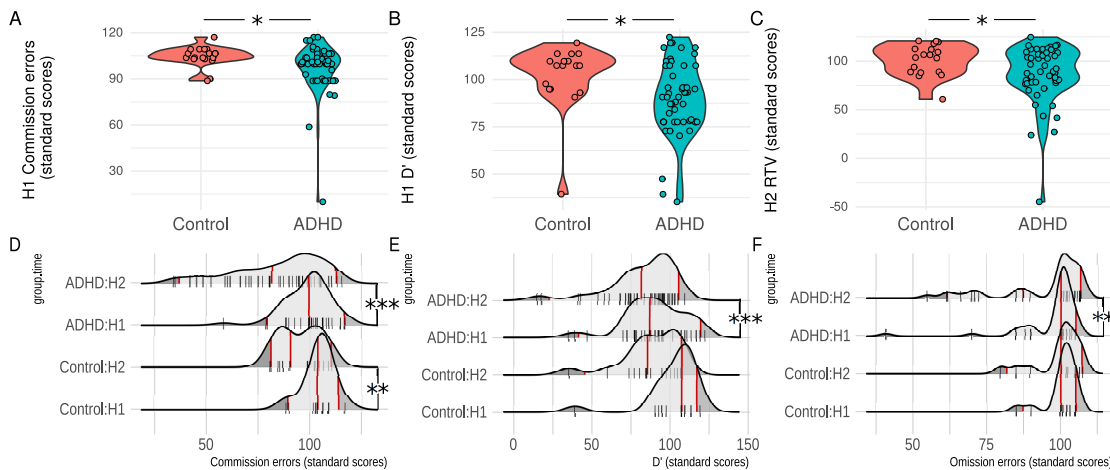 A
B
C
*
*
*
H1 Commission errors
(standard scores)
120
90
60
30
Control
ADHD
H1 D' (standard scores)
125
100
75
50
Control
ADHD
H2 RTV (standard scores)
100
50
0
-50
Control
ADHD
D
E
F
group.time
ADHD:H2
ADHD:H1
Control:H2
Control:H1
***
**
50
100
Commission errors (standard scores)
group.time
ADHD:H2
ADHD:H1
Control:H2
Control:H1
***
0
50
100
150
D' (standard scores)
group.time
ADHD:H2
ADHD:H1
Control:H2
Control:H1
50
75
100
Omission errors (standard scores)